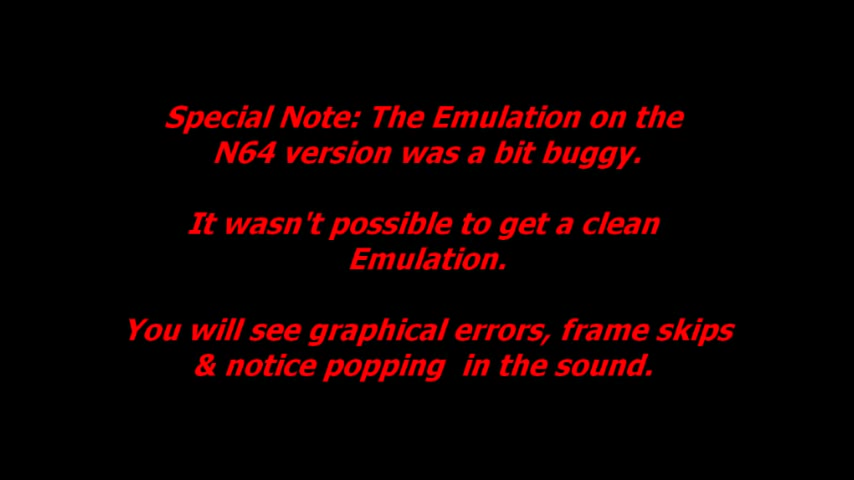 Special Note: The Emulation on the
N64 version was a bit buggy.
It wasn't possible to get a clean
Emulation.
You will see graphical errors, frame skips
& notice popping  in the sound.